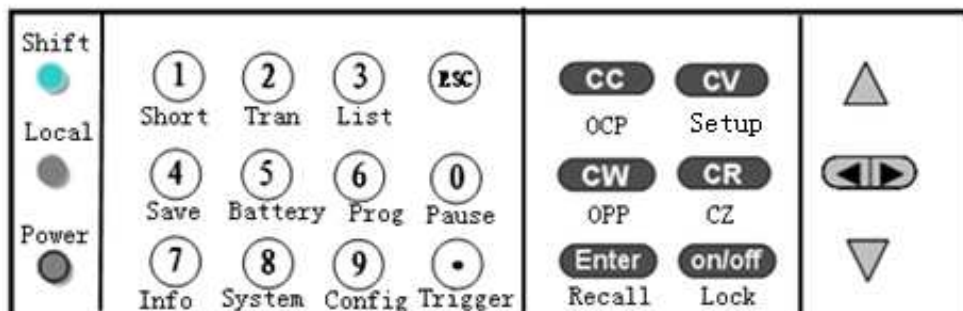 Shift
1 2 3 ESC CC CV
Short Tran List OCP Setup
Local
4 5 6 0 CW CR
Save Battery Prog Pause OPP CZ
Power
7 8 9 . Enter on/off
Info System Config Trigger Recall Lock